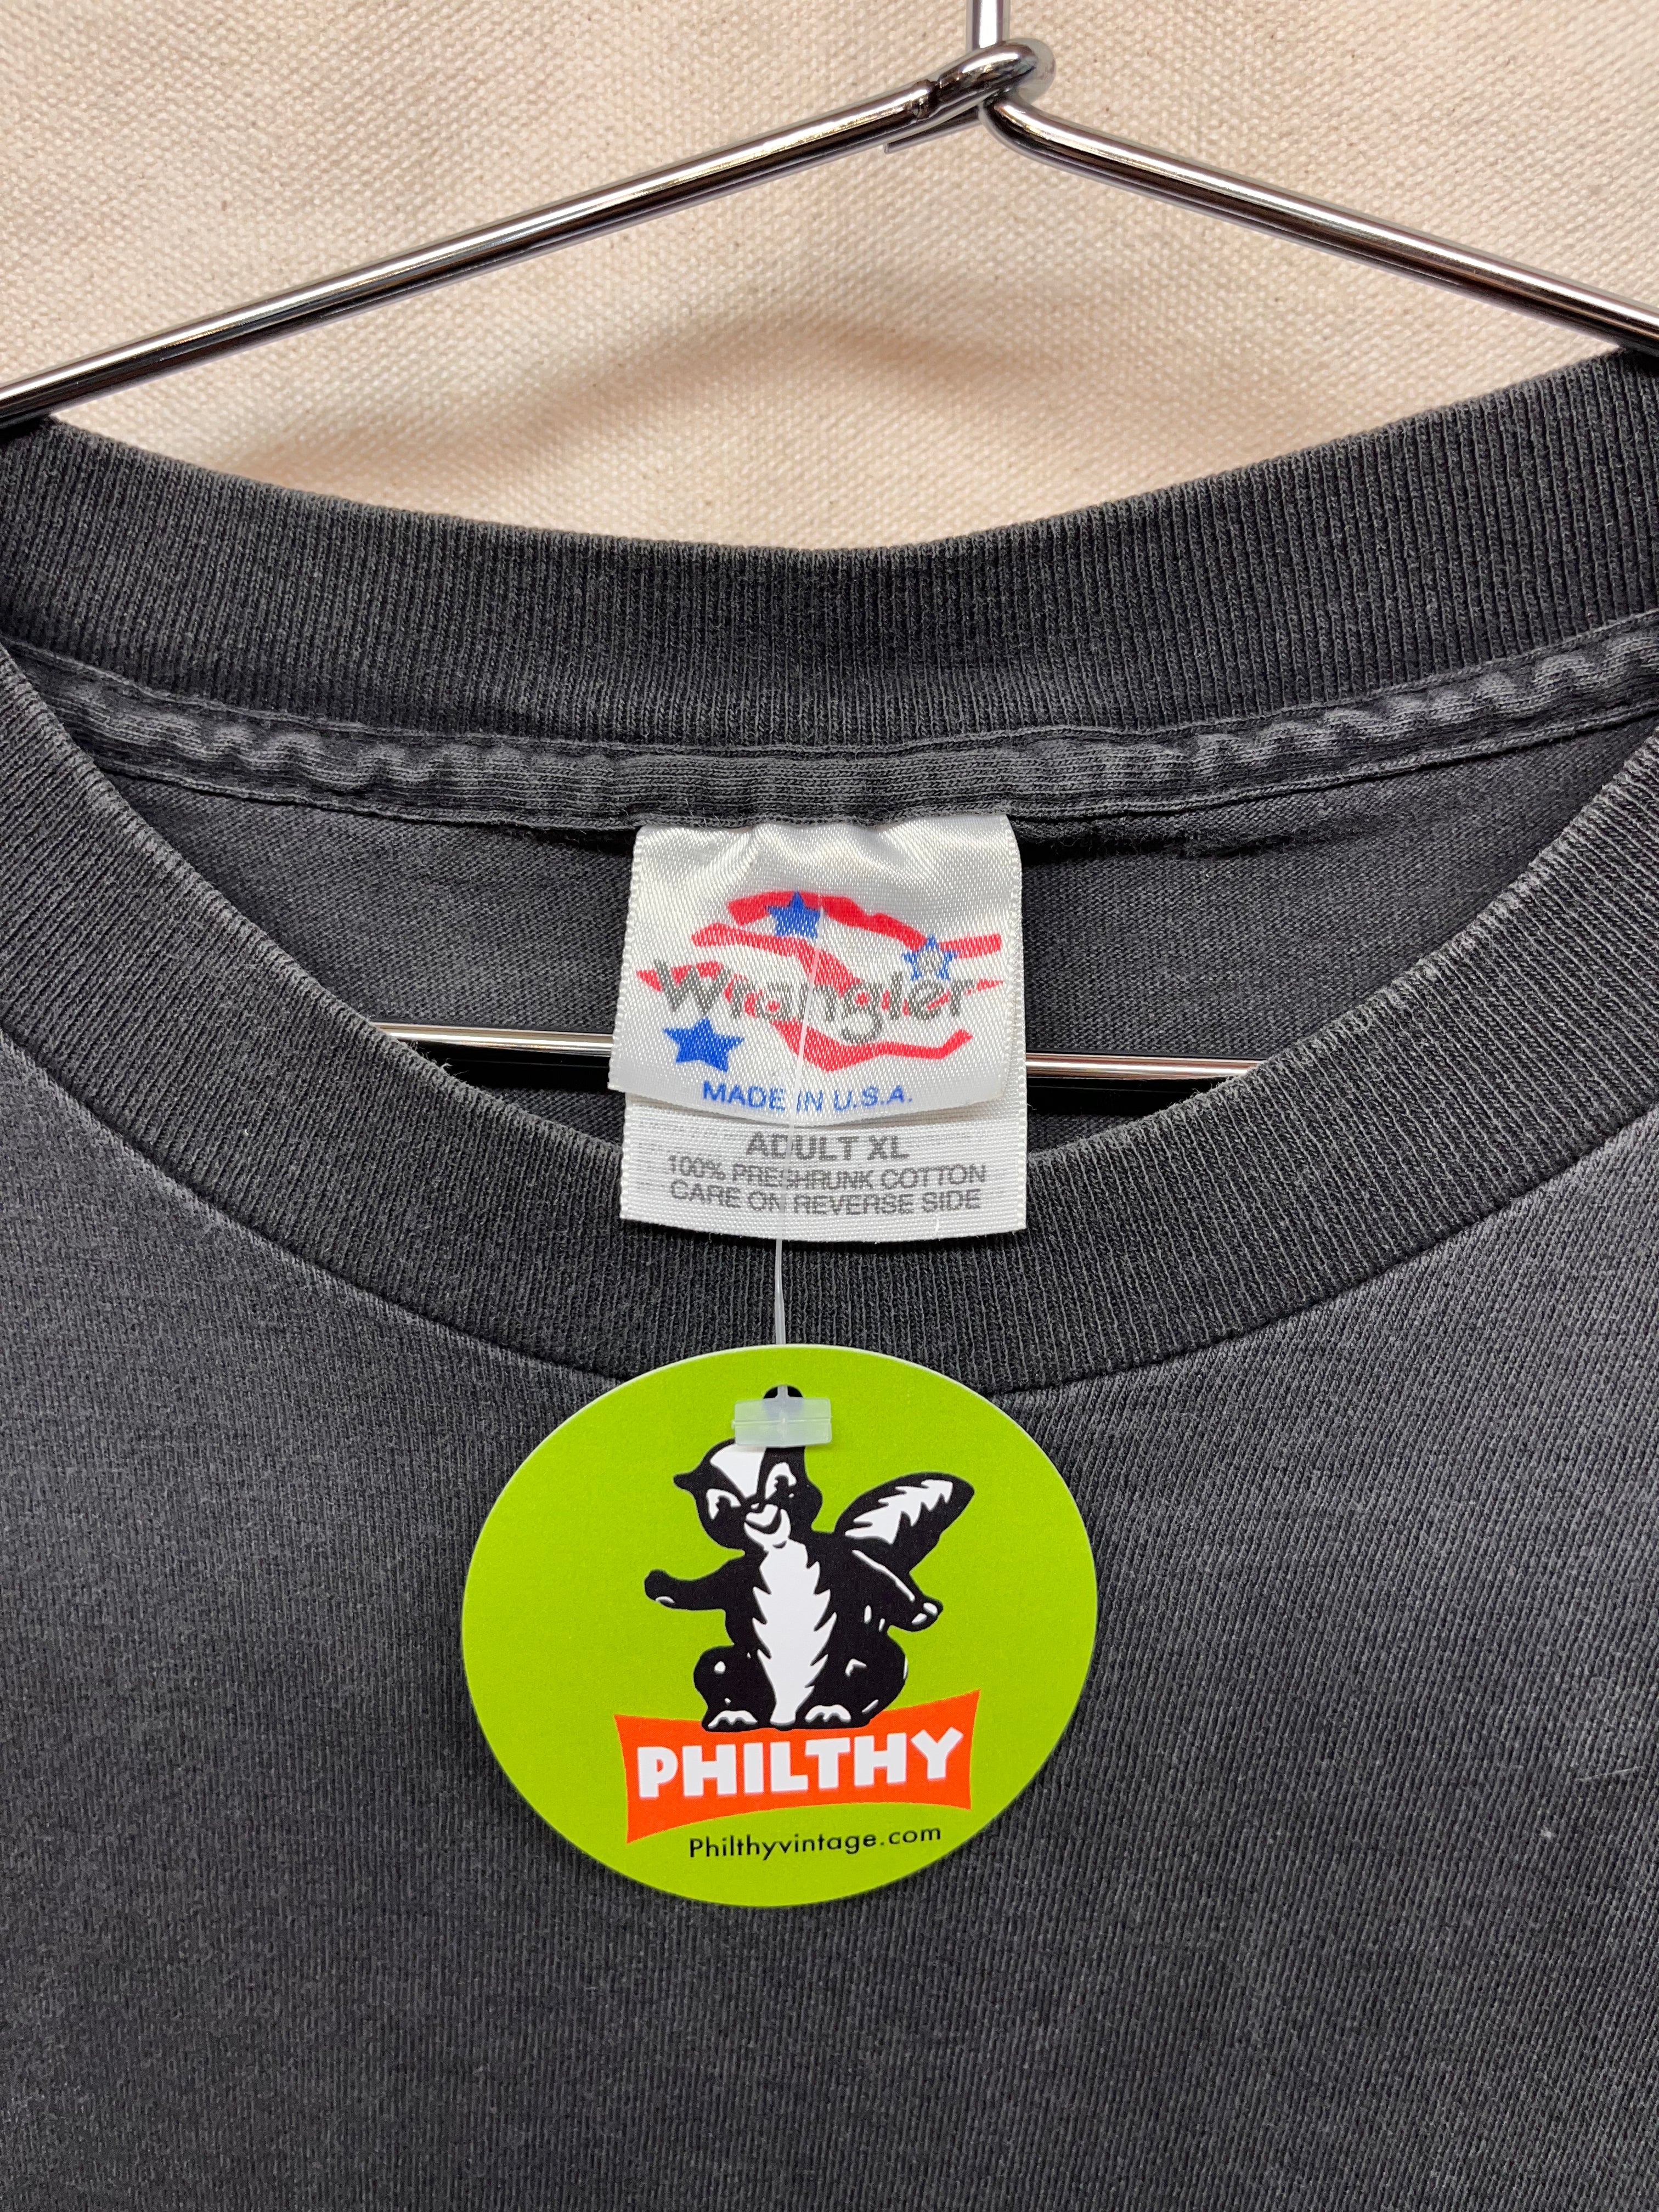 Wrangler
MADE IN U.S.A.
ADULT XL
100% PRESHRUNK COTTON
CARE ON REVERSE SIDE
PHILTHY
Philthyvintage.com